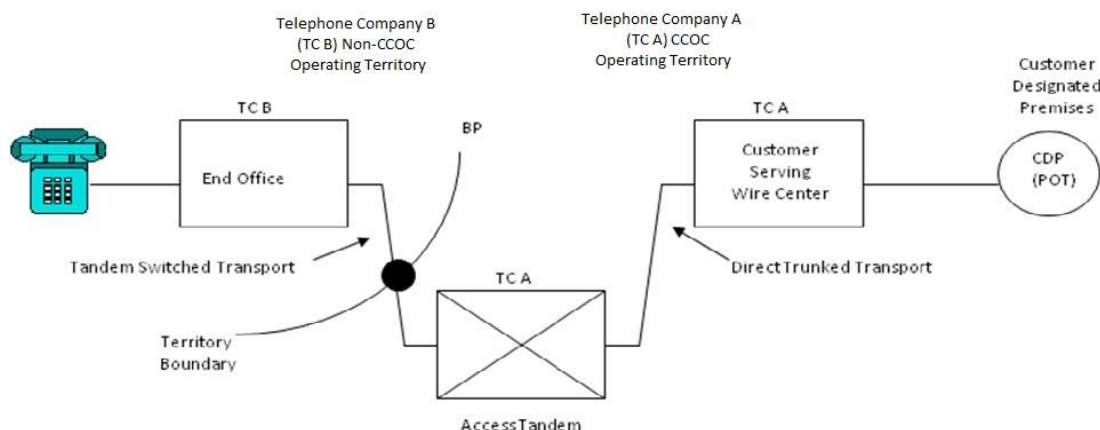 Telephone Company B
(TC B) Non-CCOC
Operating Territory
Telephone Company A
(TC A) CCOC
Operating Territory
Customer
Designated
Premises
TC B
End Office
BP
TC A
Customer
Serving
Wire Center
CDP
(POT)
Tandem Switched Transport
TC A
Direct Trunked Transport
Territory
Boundary
AccessTandem